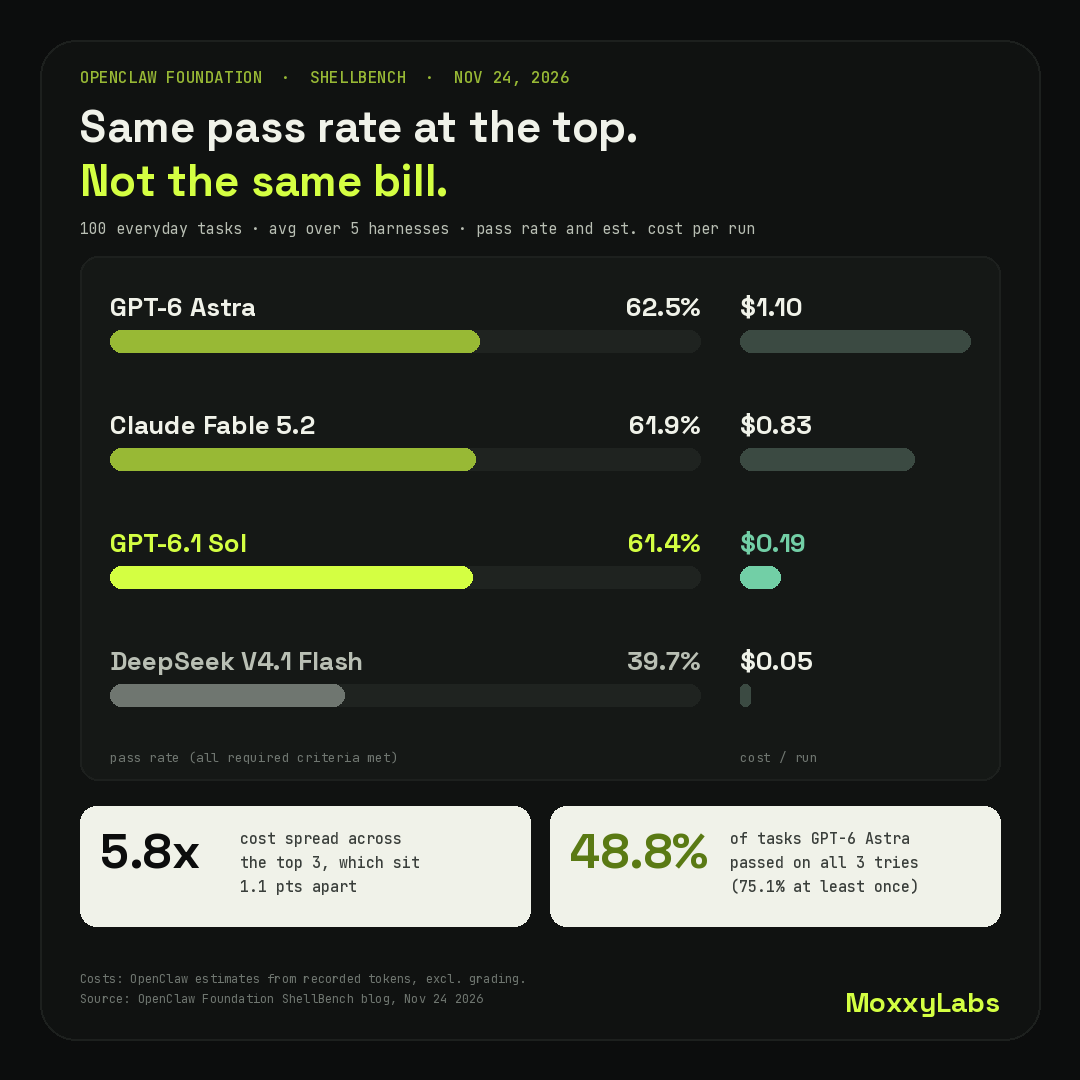 OPENCLAW FOUNDATION · SHELLBENCH · NOV 24, 2026
Same pass rate at the top.
Not the same bill.
100 everyday tasks · avg over 5 harnesses · pass rate and est. cost per run
GPT-6 Astra 62.5% $1.10
Claude Fable 5.2 61.9% $0.83
GPT-6.1 Sol 61.4% $0.19
DeepSeek V4.1 Flash 39.7% $0.05
pass rate (all required criteria met) cost / run
5.8x
cost spread across
the top 3, which sit
1.1 pts apart
48.8%
of tasks GPT-6 Astra
passed on all 3 tries
(75.1% at least once)
Costs: OpenClaw estimates from recorded tokens, excl. grading.
Source: OpenClaw Foundation ShellBench blog, Nov 24 2026
MoxxyLabs